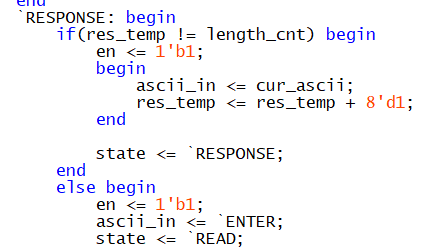 end
`RESPONSE: begin
    if(res_temp != length_cnt) begin
        en <= 1'b1;
        begin
            ascii_in <= cur_ascii;
            res_temp <= res_temp + 8'd1;
        end

        state <= `RESPONSE;
    end
    else begin
        en <= 1'b1;
        ascii_in <= `ENTER;
        state <= `READ;